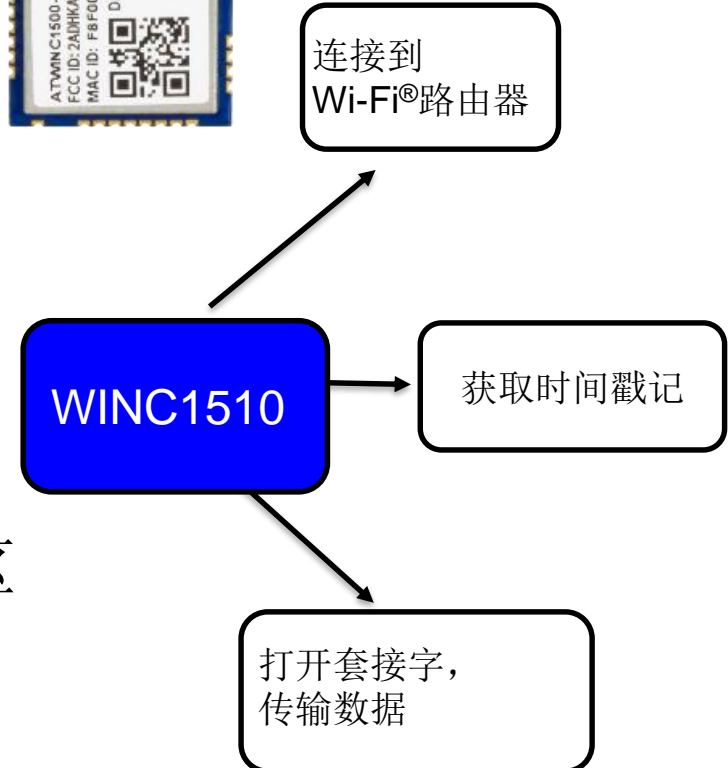 ATWINC1500-
FCC ID: 2ADHKA
MAC ID: F8F00
D
连接到
Wi-Fi®路由器
WINC1510
获取时间戳记
打开套接字，
传输数据